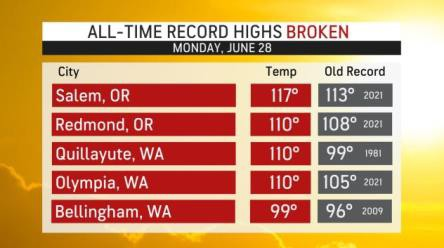 ALL-TIME RECORD HIGHS BROKEN
MONDAY, JUNE 28
City Temp Old Record
Salem, OR 117° 113° 2021
Redmond, OR 110° 108° 2021
Quillayute, WA 110° 99° 1981
Olympia, WA 110° 105° 2021
Bellingham, WA 99° 96° 2009